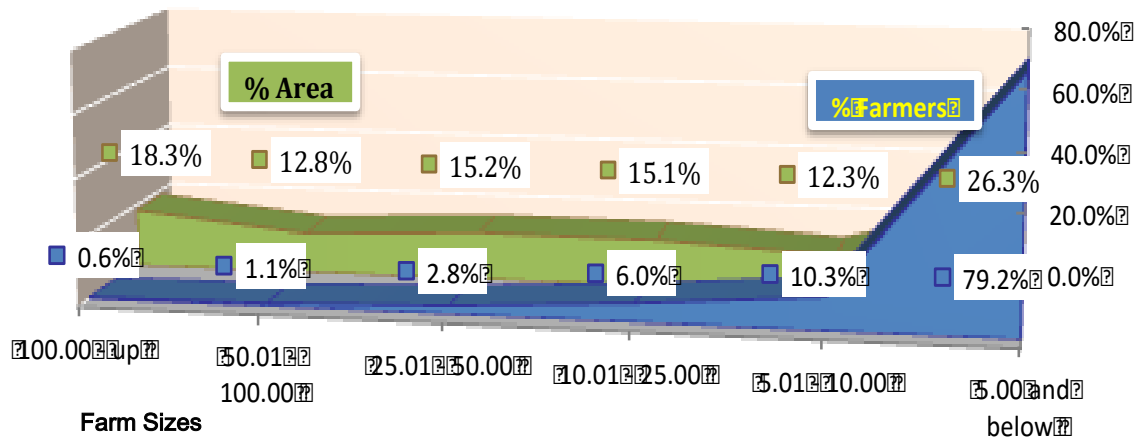 80.0%
% Area
% Farmers
60.0%
40.0%
18.3%
12.8%
15.2%
15.1%
12.3%
26.3%
20.0%
0.6%
1.1%
2.8%
6.0%
10.3%
79.2%
0.0%
100.00 - up
50.01 -
100.00
25.01 - 50.00
10.01 - 25.00
5.01 - 10.00
5.00 and
below
Farm Sizes